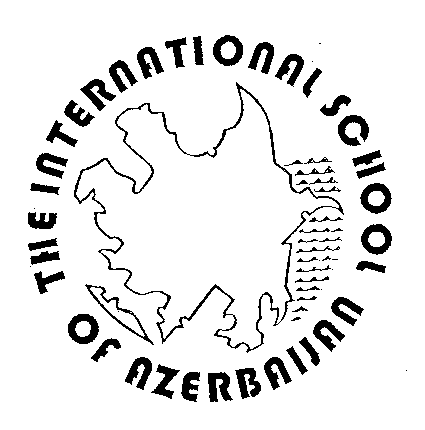 THE INTERNATIONAL SCHOOL
OF AZERBAIJAN